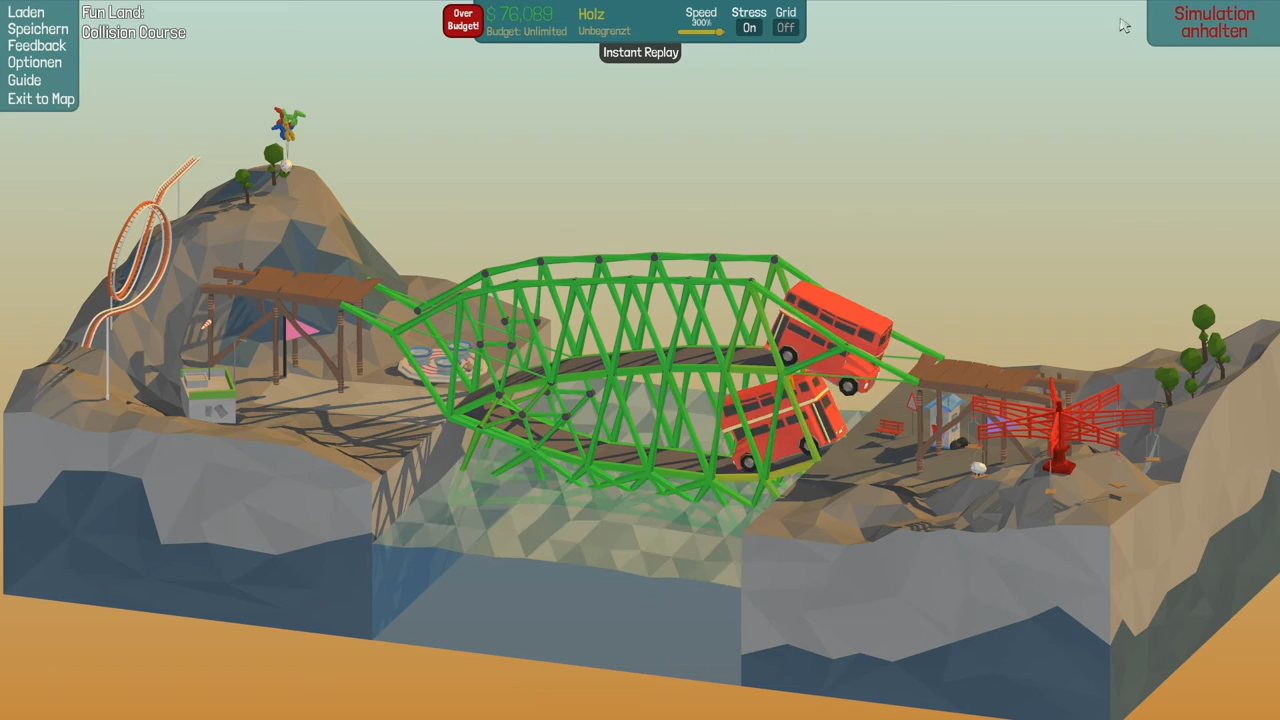 Laden
Speichern
Feedback
Optionen
Guide
Exit to Map
Fun Land:
Collision Course
Over
Budget!
$ 76,089
Budget: Unlimited
Holz
Unbegrenzt
Speed
300%
Stress
On
Grid
Off
Instant Replay
Simulation
anhalten